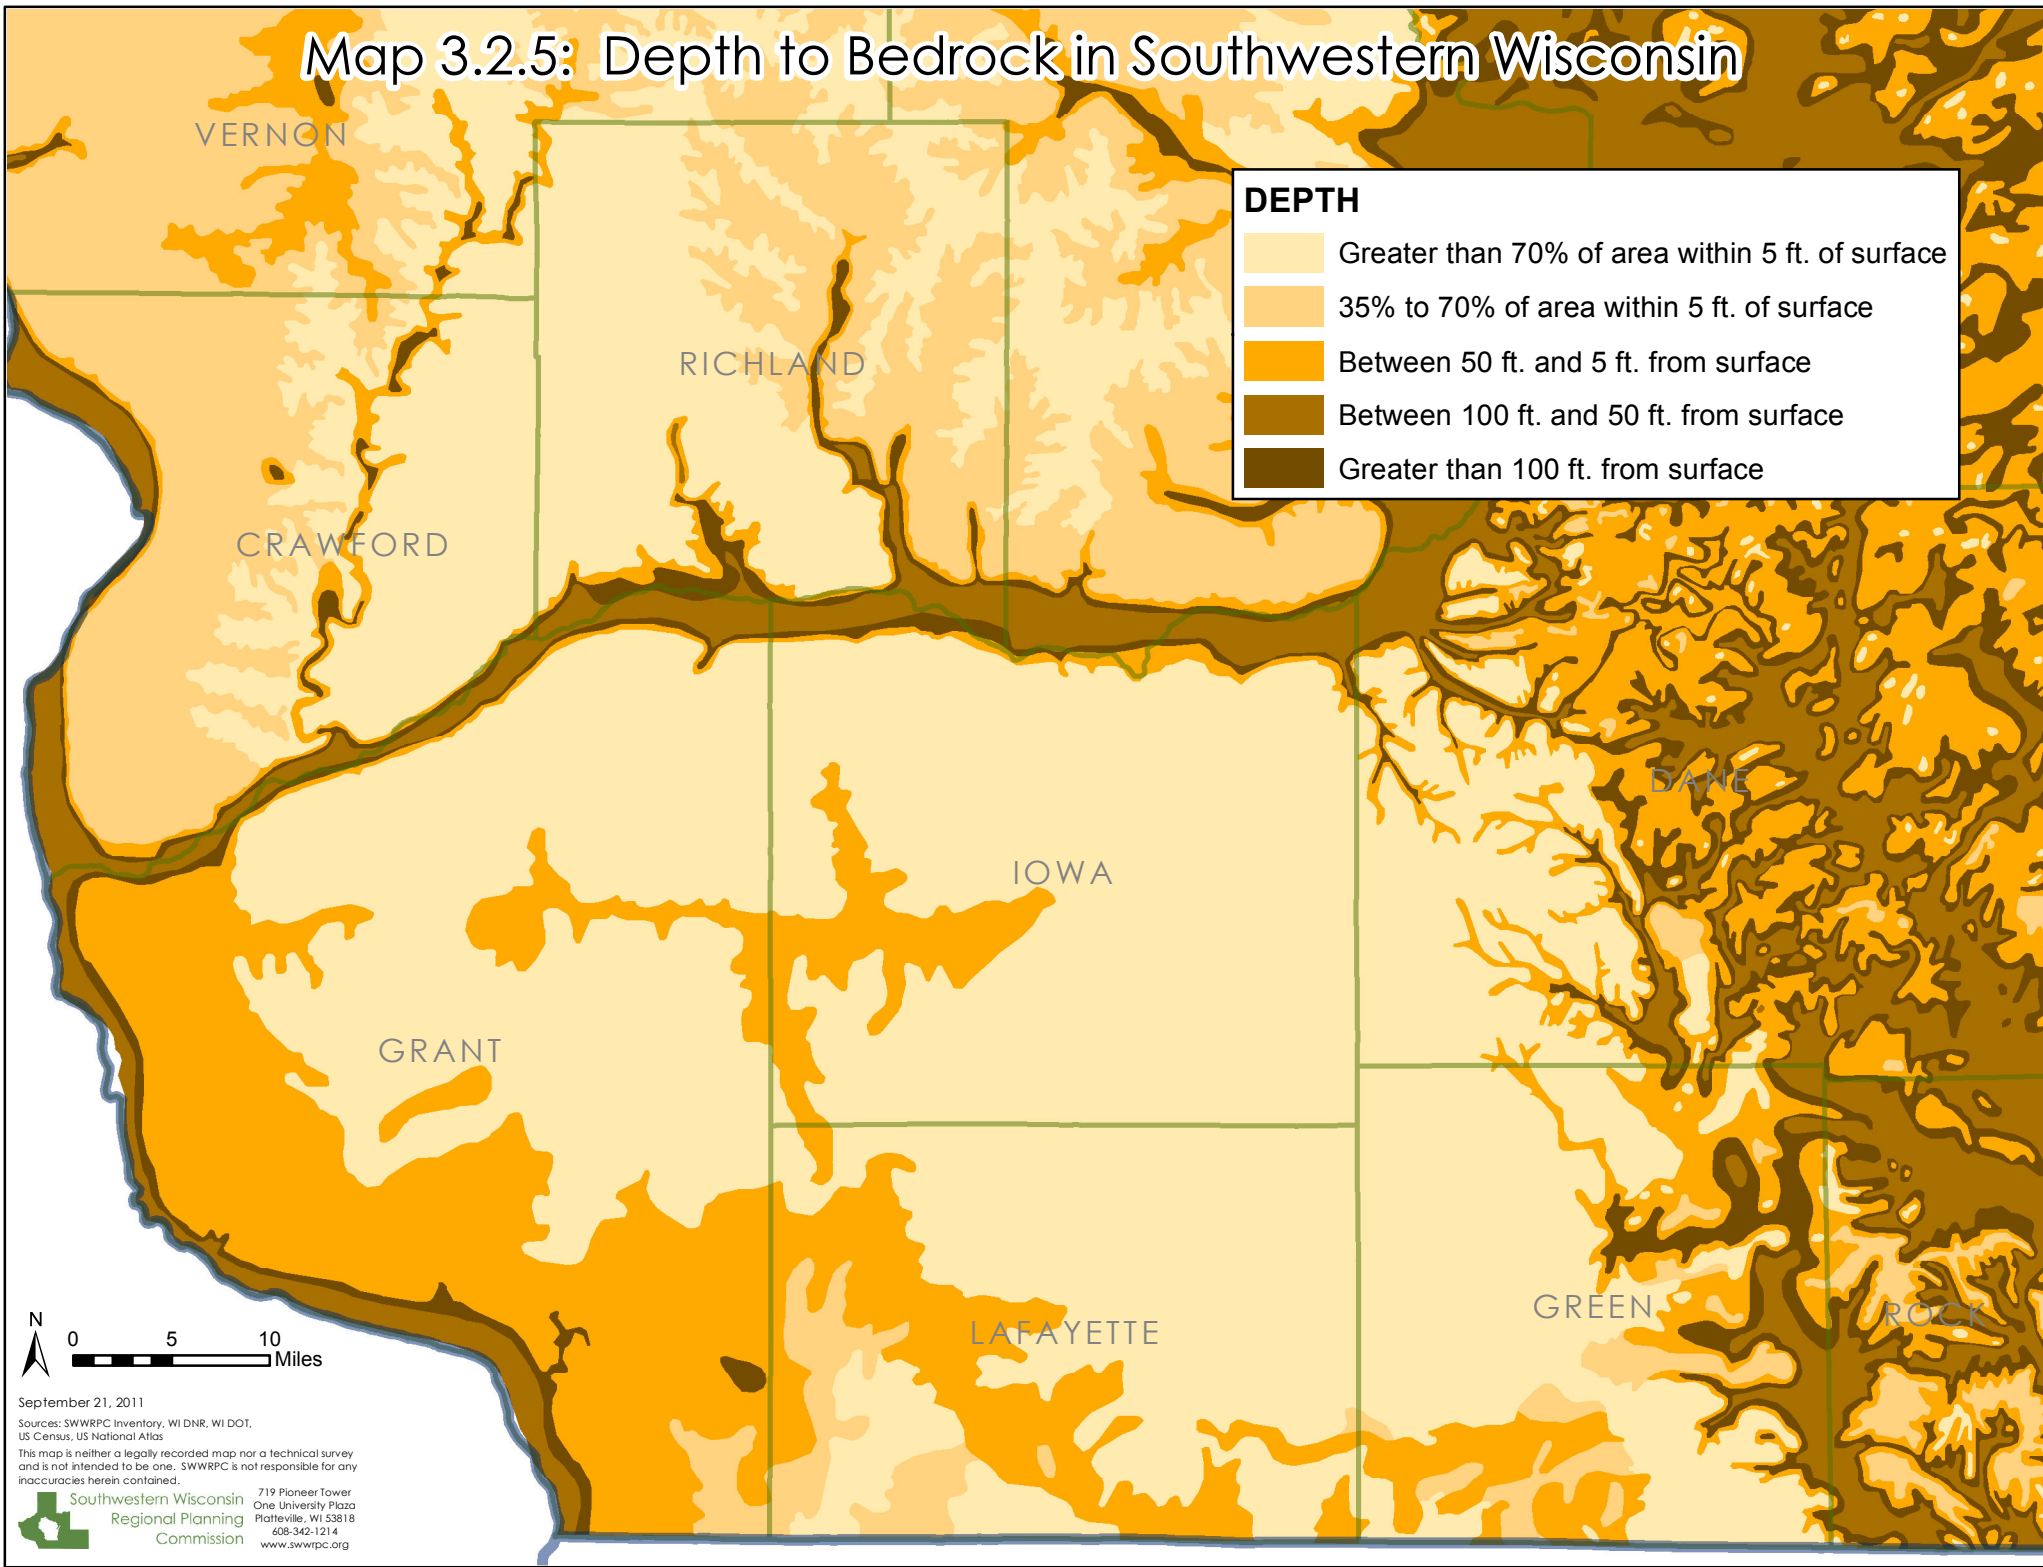 Map 3.2.5: Depth to Bedrock in Southwestern Wisconsin
VERNON
DEPTH
Greater than 70% of area within 5 ft. of surface
35% to 70% of area within 5 ft. of surface
Between 50 ft. and 5 ft. from surface
Between 100 ft. and 50 ft. from surface
Greater than 100 ft. from surface
RICHLAND
CRAWFORD
DANE
IOWA
GRANT
GREEN
ROCK
LAFAYETTE
N
0 5 10
Miles
September 21, 2011
Sources: SWWRPC Inventory, WI DNR, WI DOT,
US Census, US National Atlas
This map is neither a legally recorded map nor a technical survey
and is not intended to be one. SWWRPC is not responsible for any
inaccuracies herein contained.
Southwestern Wisconsin
Regional Planning
Commission
719 Pioneer Tower
One University Plaza
Platteville, WI 53818
608-342-1214
www.swwrpc.org